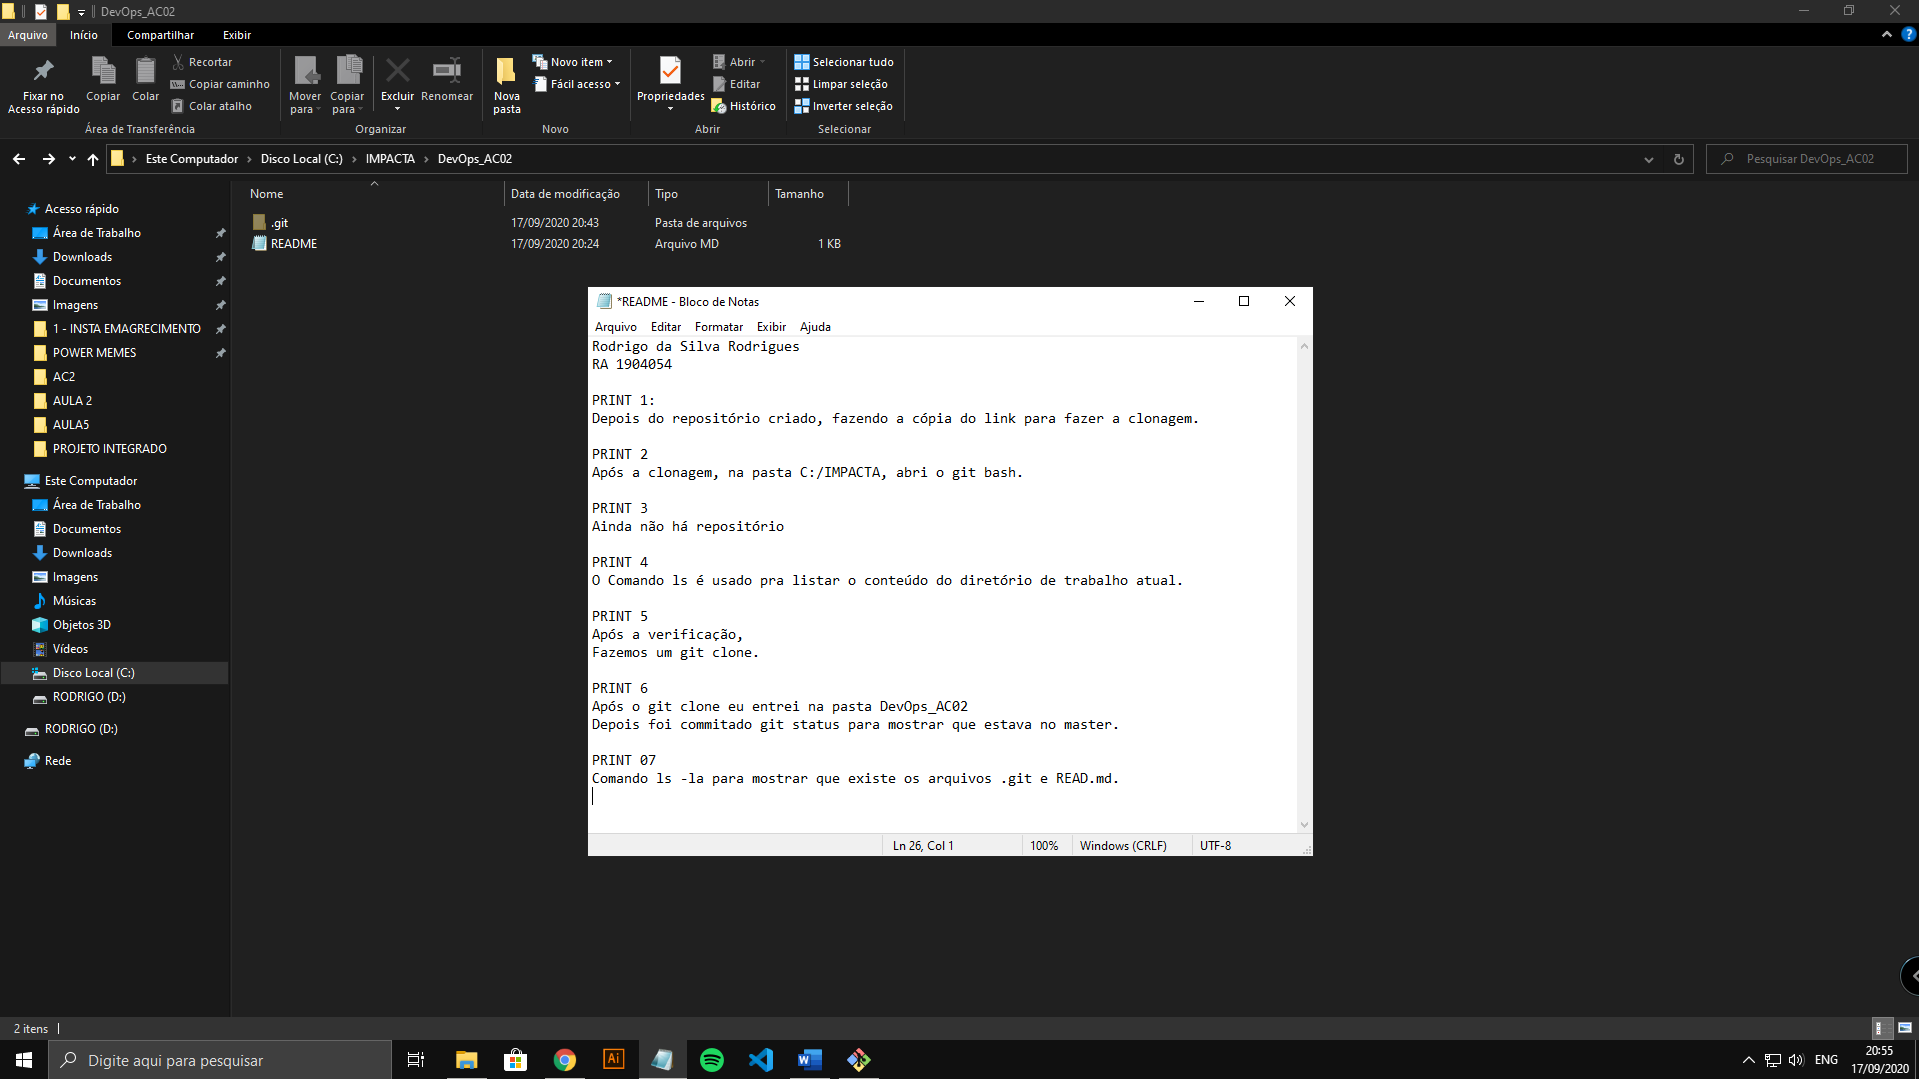 DevOps_AC02
Arquivo Início Compartilhar Exibir
Fixar no
Acesso rápido
Copiar
Colar
Recortar
Copiar caminho
Colar atalho
Área de Transferência
Mover
para
Copiar
para
Excluir
Renomear
Organizar
Nova
pasta
Novo item
Fácil acesso
Novo
Propriedades
Abrir
Editar
Histórico
Abrir
Selecionar tudo
Limpar seleção
Inverter seleção
Selecionar
Este Computador Disco Local (C:) IMPACTA DevOps_AC02
Pesquisar DevOps_AC02
Nome Data de modificação Tipo Tamanho
.git 17/09/2020 20:43 Pasta de arquivos
README 17/09/2020 20:24 Arquivo MD 1 KB
Acesso rápido
Área de Trabalho
Downloads
Documentos
Imagens
1 - INSTA EMAGRECIMENTO
POWER MEMES
AC2
AULA 2
AULA5
PROJETO INTEGRADO
Este Computador
Área de Trabalho
Documentos
Downloads
Imagens
Músicas
Objetos 3D
Vídeos
Disco Local (C:)
RODRIGO (D:)
RODRIGO (D:)
Rede
*README - Bloco de Notas
Arquivo Editar Formatar Exibir Ajuda
Rodrigo da Silva Rodrigues
RA 1904054
PRINT 1:
Depois do repositório criado, fazendo a cópia do link para fazer a clonagem.
PRINT 2
Após a clonagem, na pasta C:/IMPACTA, abri o git bash.
PRINT 3
Ainda não há repositório
PRINT 4
O Comando ls é usado pra listar o conteúdo do diretório de trabalho atual.
PRINT 5
Após a verificação,
Fazemos um git clone.
PRINT 6
Após o git clone eu entrei na pasta DevOps_AC02
Depois foi commitado git status para mostrar que estava no master.
PRINT 07
Comando ls -la para mostrar que existe os arquivos .git e READ.md.
Ln 26, Col 1 100% Windows (CRLF) UTF-8
2 itens
Digite aqui para pesquisar
Ai
ENG
20:55
17/09/2020